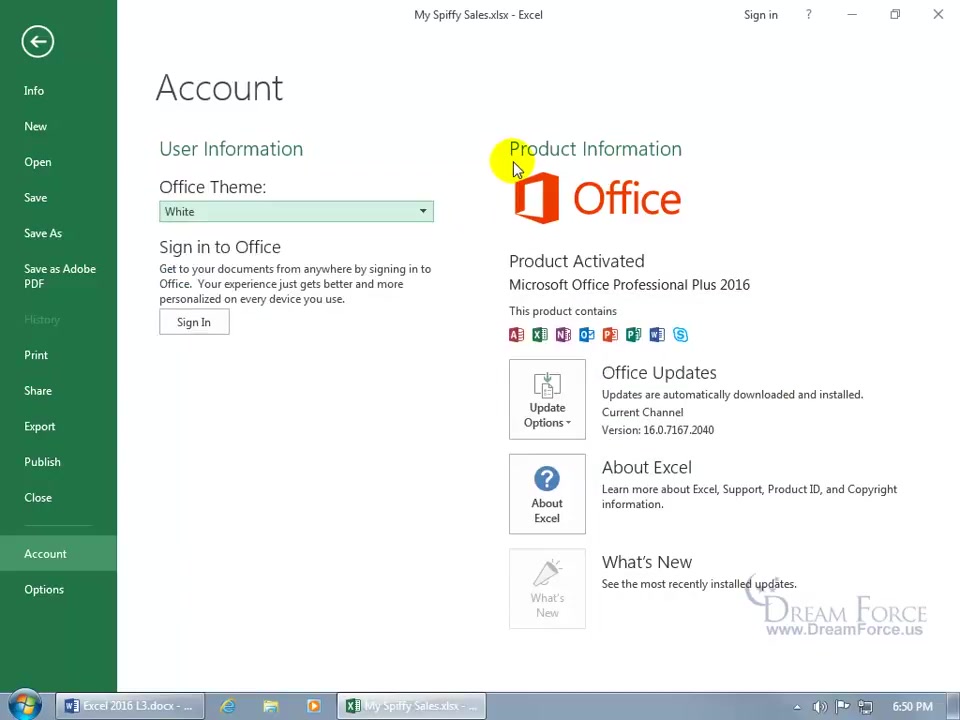 My Spiffy Sales.xlsx - Excel
Sign in
?
Info
New
Open
Save
Save As
Save as Adobe
PDF
History
Print
Share
Export
Publish
Close
Account
Options
Account
User Information
Office Theme:
White
Sign in to Office
Get to your documents from anywhere by signing in to
Office. Your experience just gets better and more
personalized on every device you use.
Sign In
Product Information
Office
Product Activated
Microsoft Office Professional Plus 2016
This product contains
Update
Options
Office Updates
Updates are automatically downloaded and installed.
Current Channel
Version: 16.0.7167.2040
?
About
Excel
About Excel
Learn more about Excel, Support, Product ID, and Copyright
information.
What's
New
What's New
See the most recently installed updates.
DREAM FORCE
www.DreamForce.us
Excel 2016 L3.docx - ...
My Spiffy Sales.xlsx - ...
6:50 PM